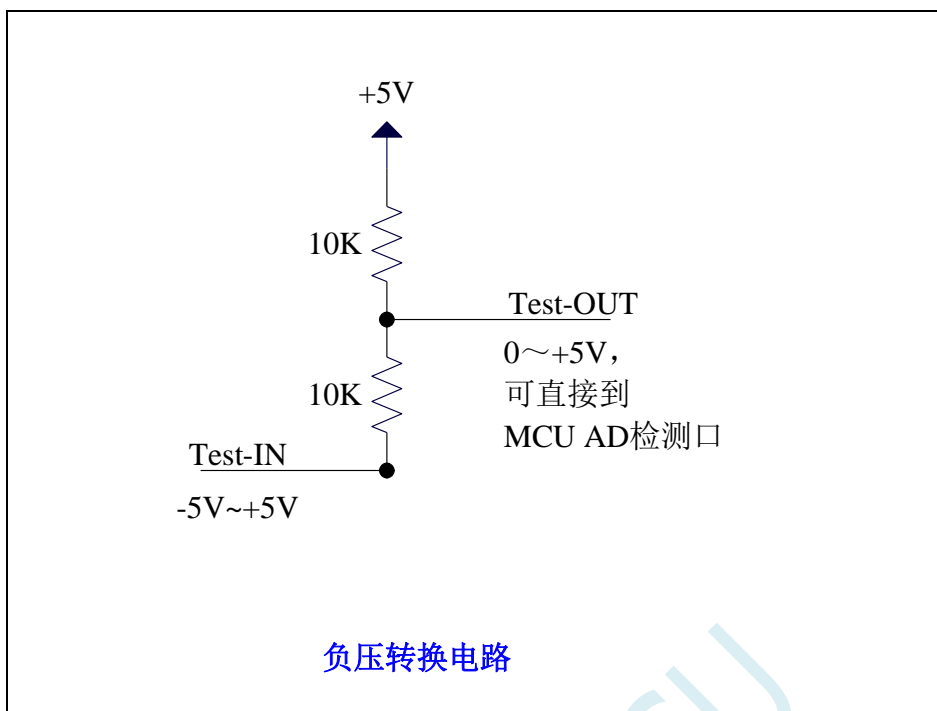 +5V
10K
Test-OUT
0～+5V，
可直接到
10K
MCU AD检测口
Test-IN
-5V~+5V
负压转换电路